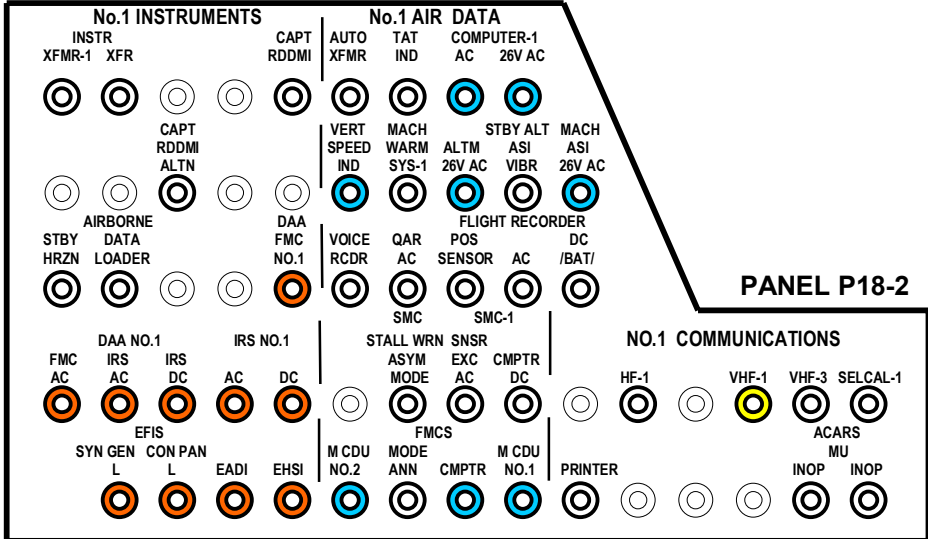 No.1 INSTRUMENTS No.1 AIR DATA
INSTR CAPT AUTO TAT COMPUTER-1
XFMR-1 XFR RDDMI XFMR IND AC 26V AC
CAPT VERT MACH STBY ALT MACH
RDDMI SPEED WARM ALTM ASI ASI
ALTN IND SYS-1 26V AC VIBR 26V AC
AIRBORNE DAA FLIGHT RECORDER
STBY DATA FMC VOICE QAR POS DC
HRZN LOADER NO.1 RCDR AC SENSOR AC /BAT/
PANEL P18-2
SMC SMC-1
DAA NO.1 IRS NO.1 STALL WRN SNSR NO.1 COMMUNICATIONS
FMC IRS IRS ASYM EXC CMPTR
AC AC DC AC DC MODE AC DC HF-1 VHF-1 VHF-3 SELCAL-1
EFIS FMCS ACARS
SYN GEN CON PAN M CDU MODE M CDU MU
L L EADI EHSI NO.2 ANN CMPTR NO.1 PRINTER INOP INOP